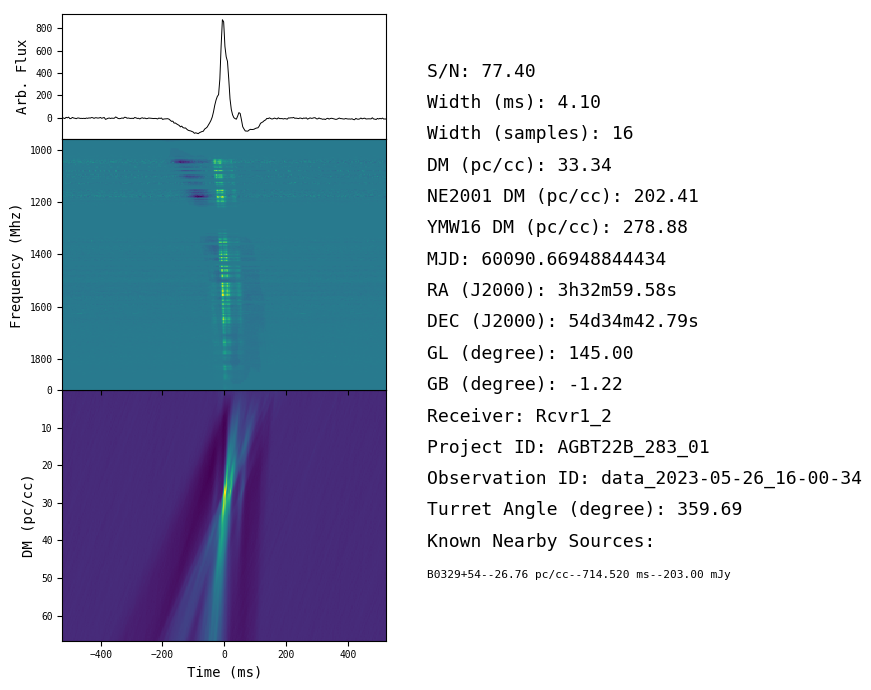 800
600
400
200
0
Arb. Flux
1000
1200
1400
1600
1800
Frequency (Mhz)
0
10
20
30
40
50
60
DM (pc/cc)
−400
−200
0
200
400
Time (ms)
S/N: 77.40
Width (ms): 4.10
Width (samples): 16
DM (pc/cc): 33.34
NE2001 DM (pc/cc): 202.41
YMW16 DM (pc/cc): 278.88
MJD: 60090.66948844434
RA (J2000): 3h32m59.58s
DEC (J2000): 54d34m42.79s
GL (degree): 145.00
GB (degree): -1.22
Receiver: Rcvr1_2
Project ID: AGBT22B_283_01
Observation ID: data_2023-05-26_16-00-34
Turret Angle (degree): 359.69
Known Nearby Sources:
B0329+54--26.76 pc/cc--714.520 ms--203.00 mJy